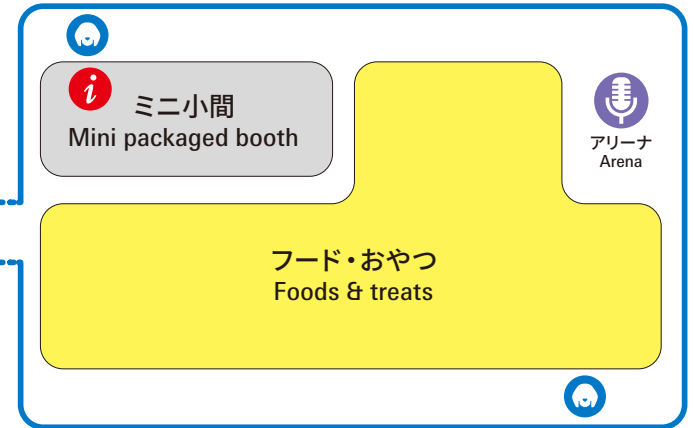 i
ミニ小間
Mini packaged booth
アリーナ
Arena
フード・おやつ
Foods & treats